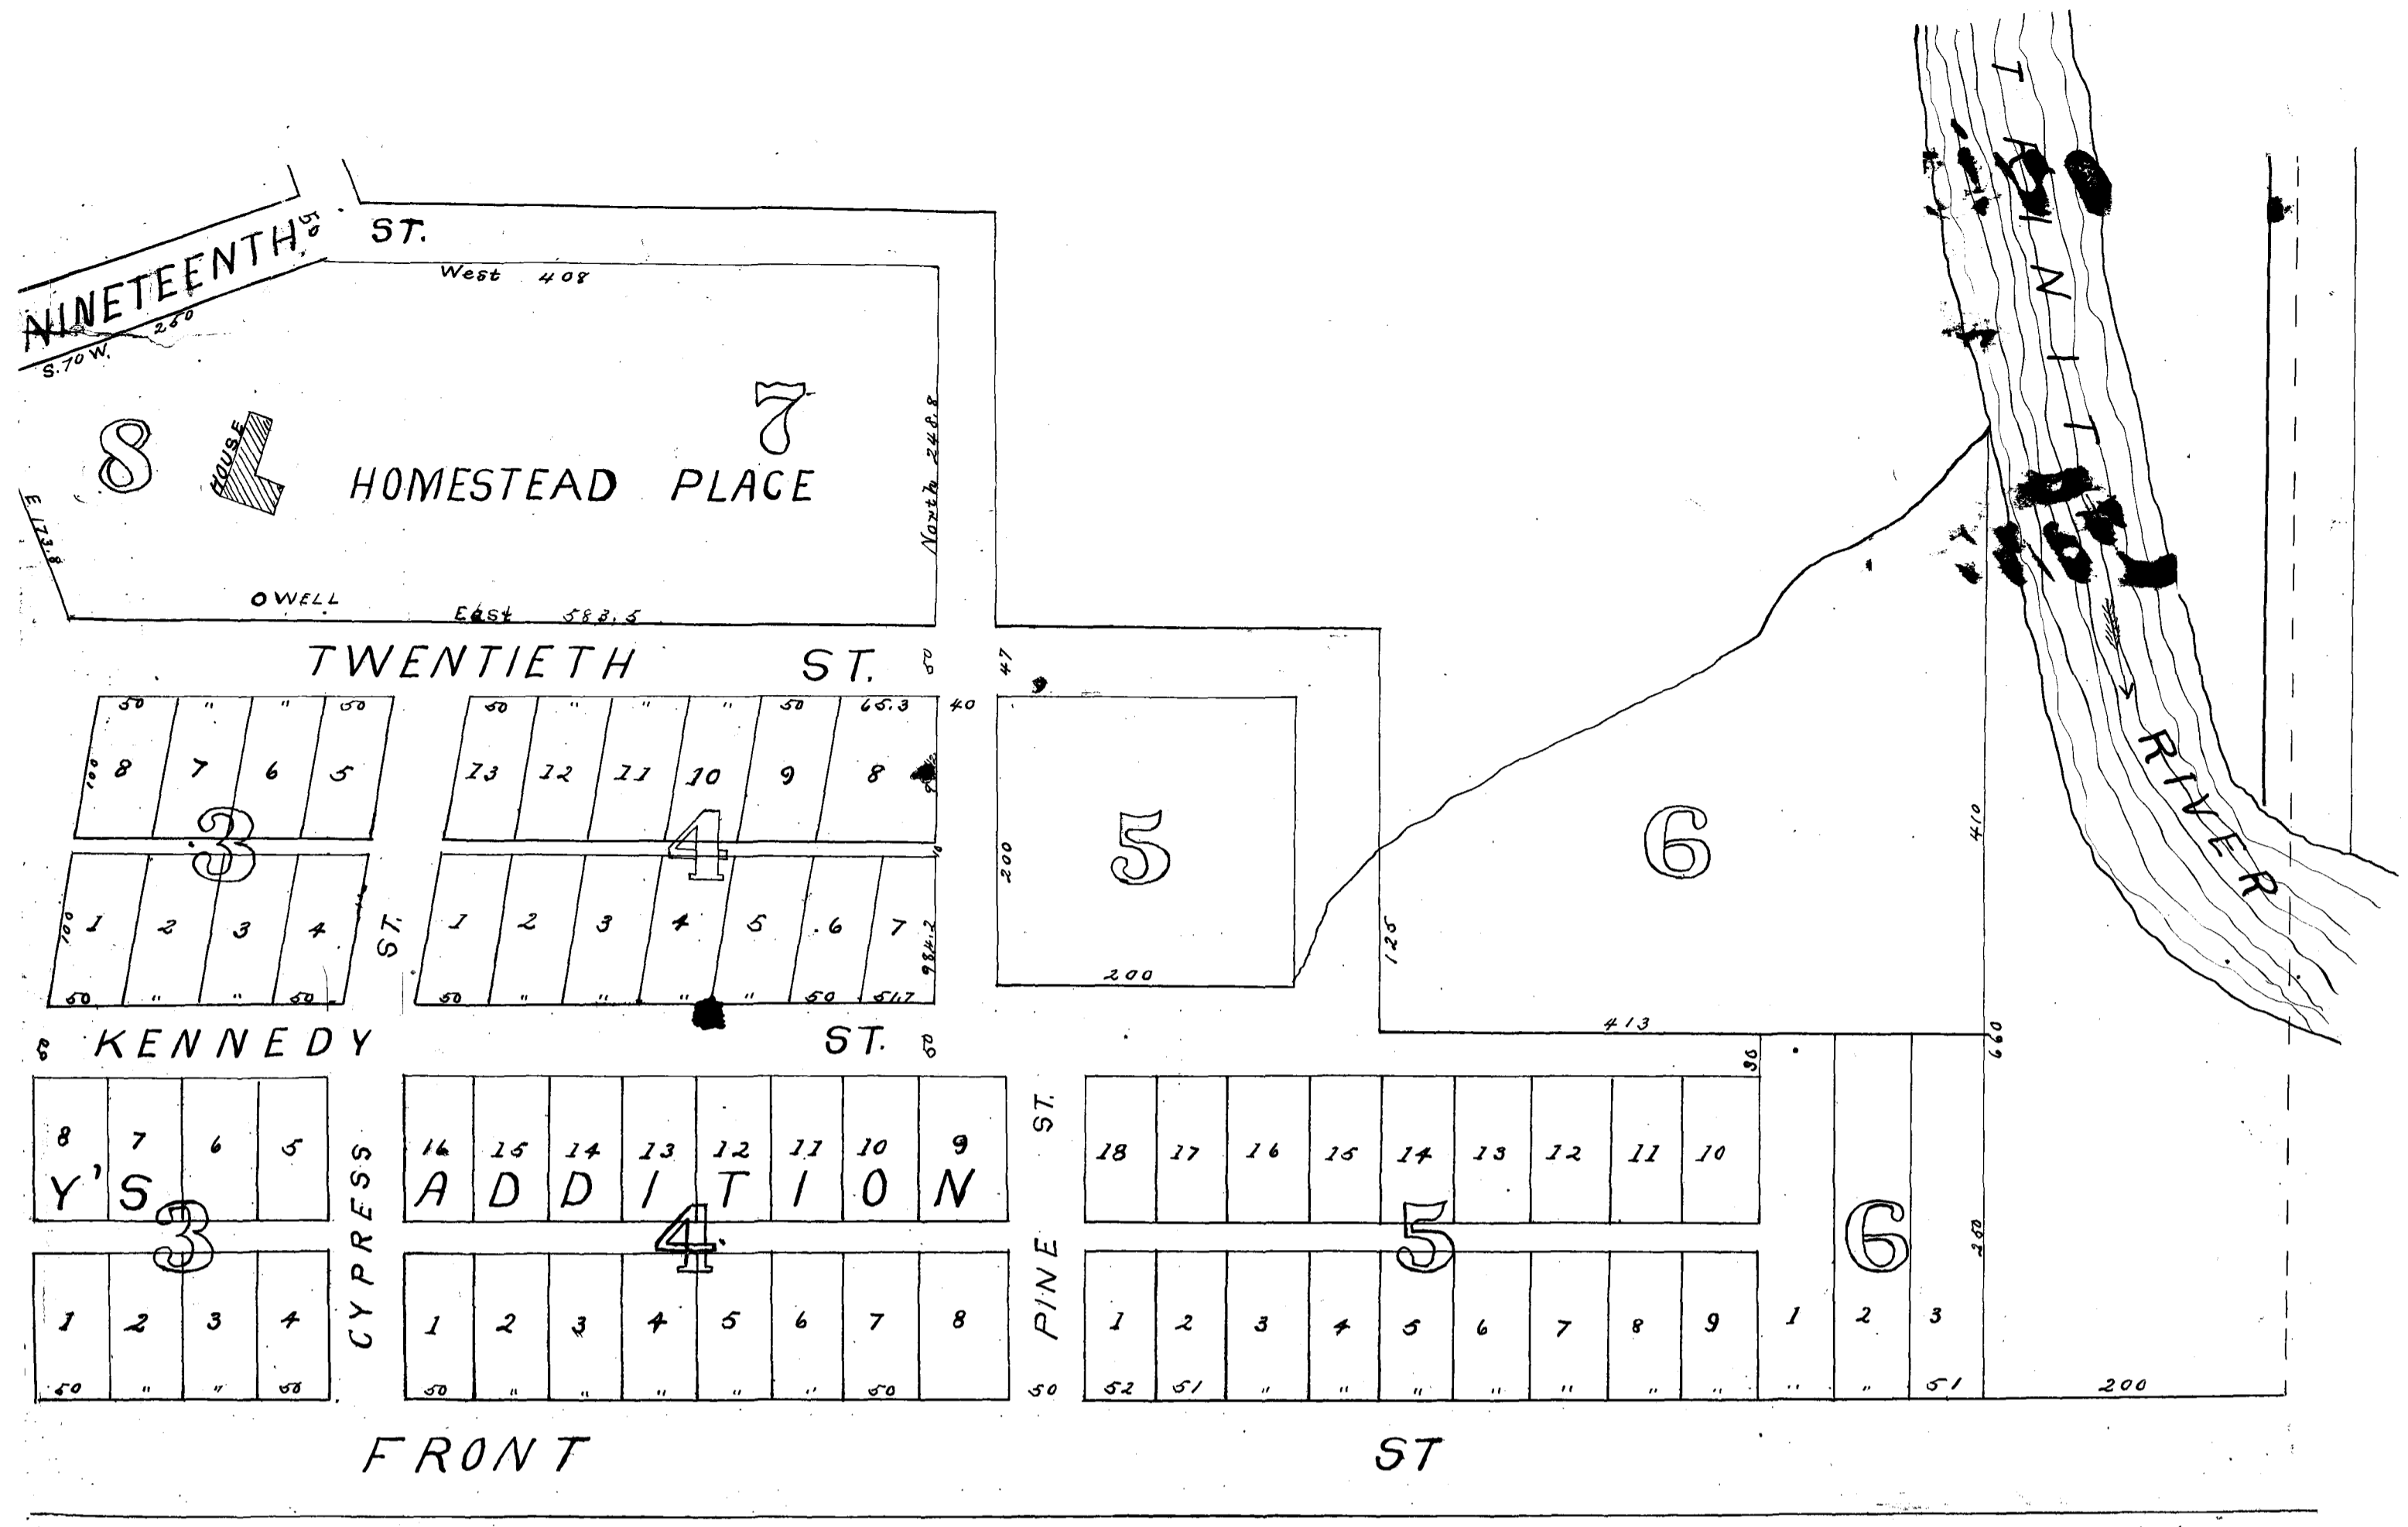 TRINITY RIVER
NINETEENTH ST.
50
West 408
260
S. 70 W.
8
HOUSE
7
HOMESTEAD PLACE
North 248.8
E 173.8
O WELL
East 583.5
TWENTIETH ST.
50
47
50 " " 50
50 " " " 50 65.3
40
100
8 7 6 5
13 12 11 10 9 8
3
4
5
6
200
410
100
1 2 3 4
ST.
1 2 3 4 5 6 7
125
50 " " 50
50 " " " " 50 51.7
200
KENNEDY ST.
50
413
660
90
8 7 6 5
16 15 14 13 12 11 10 9
ST.
18 17 16 15 14 13 12 11 10
Y'S ADDITION
3
CYPRESS
4
PINE
5
6
260
1 2 3 4
1 2 3 4 5 6 7 8
1 2 3 4 5 6 7 8 9
1 2 3
50 " " 50
50 " " " " " 50
50
52 51 " " " " " " "
" " 51
200
FRONT ST